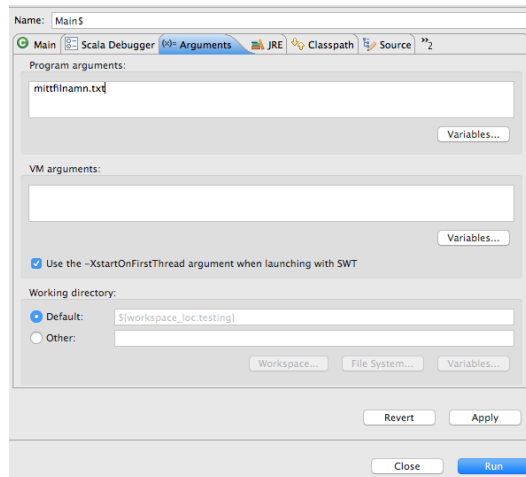 Name: Main$
Main Scala Debugger (x)= Arguments JRE Classpath Source »2
Program arguments:
mittfilnamn.txt
Variables...
VM arguments:
Variables...
Use the -XstartOnFirstThread argument when launching with SWT
Working directory:
Default: ${workspace_loc:testing}
Other:
Workspace... File System... Variables...
Revert Apply
Close Run